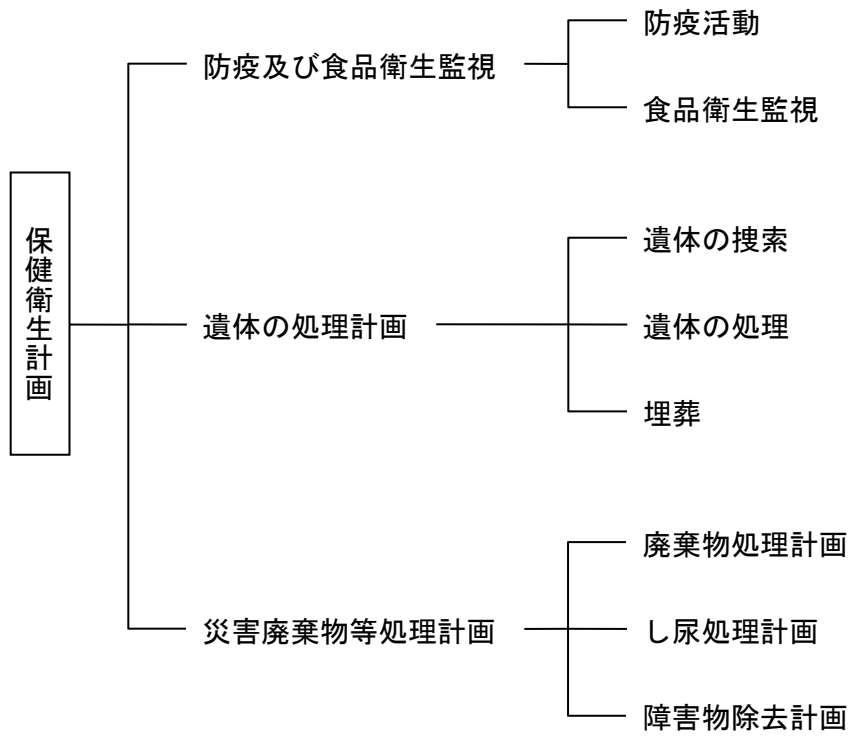 保健衛生計画
防疫及び食品衛生監視
防疫活動
食品衛生監視
遺体の処理計画
遺体の捜索
遺体の処理
埋葬
災害廃棄物等処理計画
廃棄物処理計画
し尿処理計画
障害物除去計画